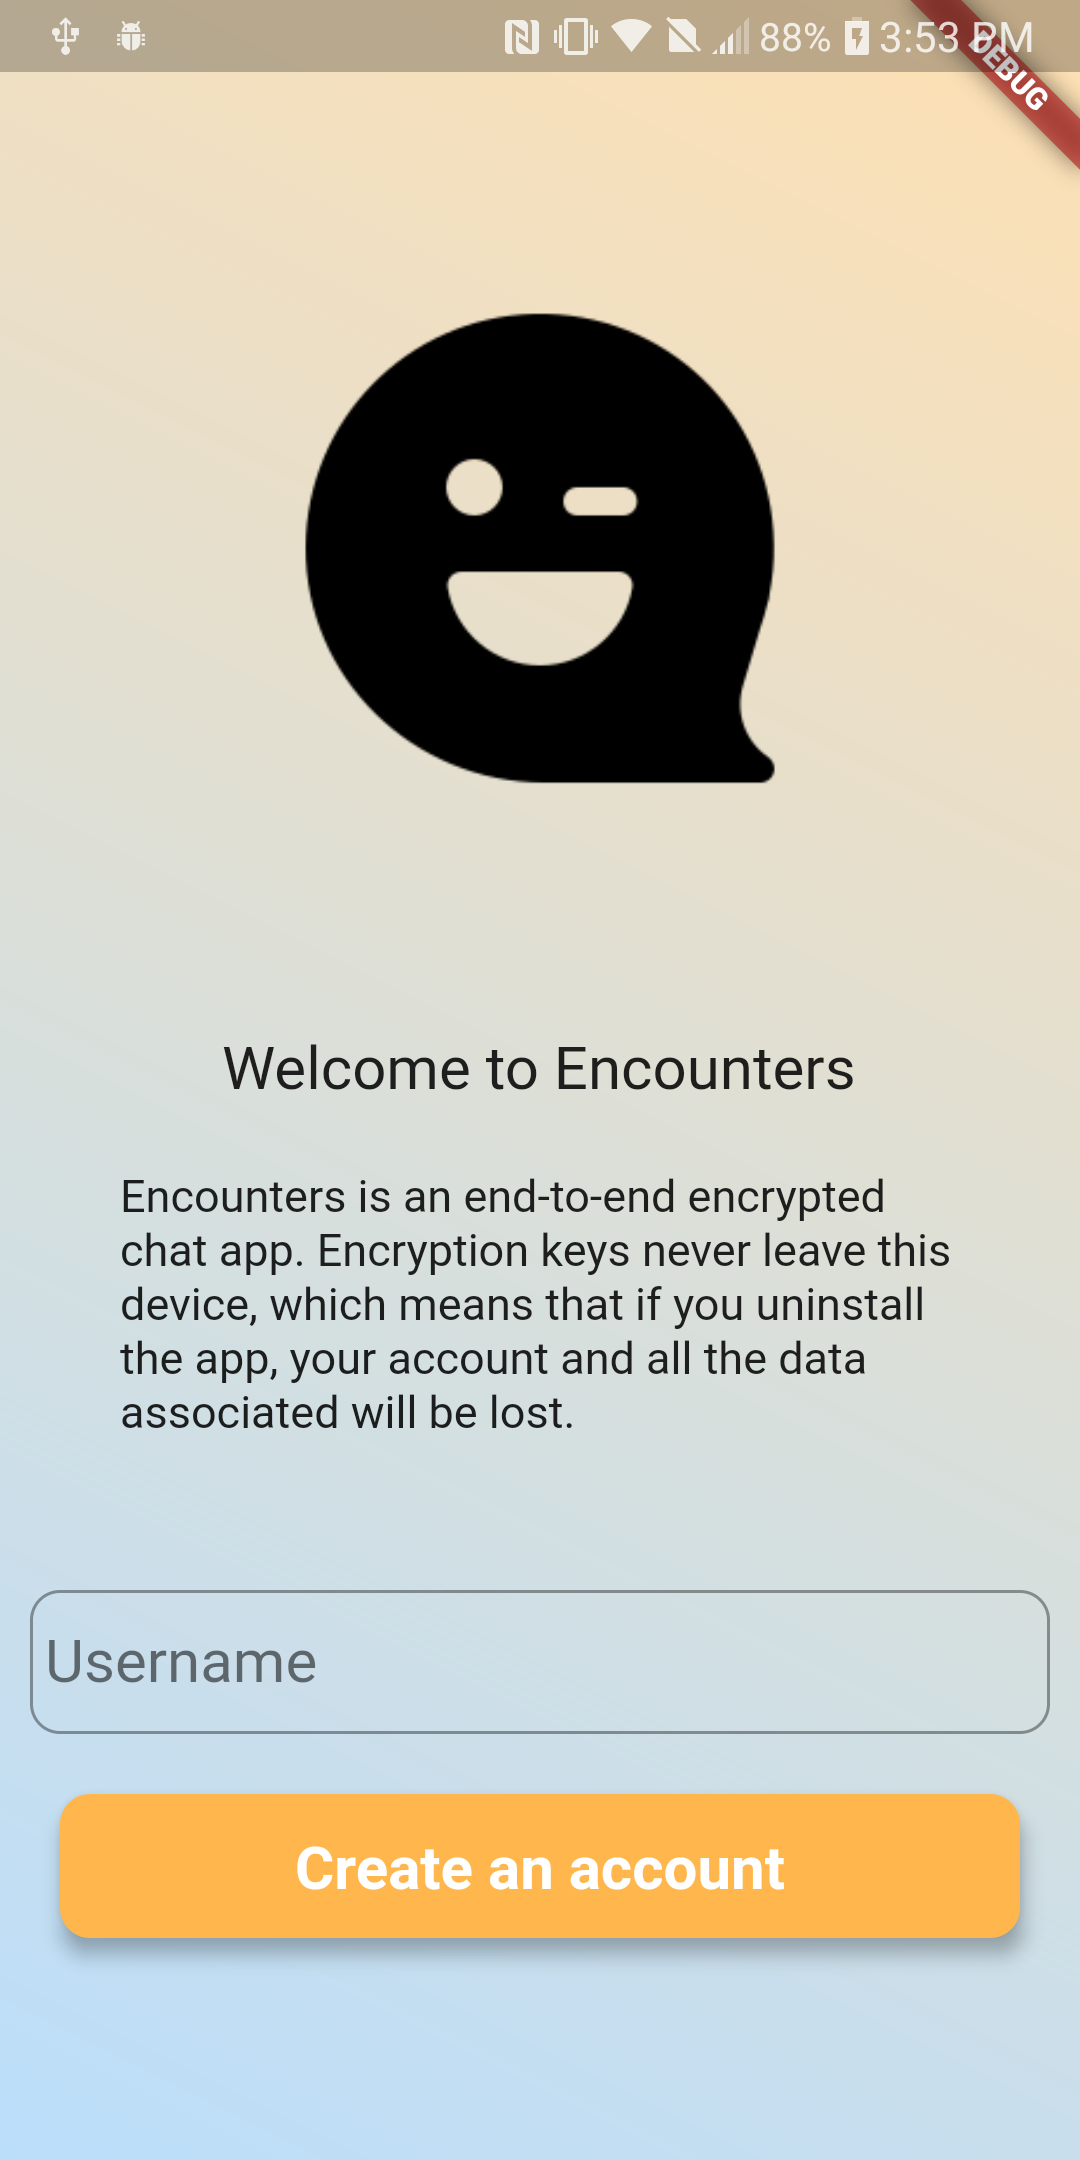 88% 3:53 PM
DEBUG
Welcome to Encounters
Encounters is an end-to-end encrypted
chat app. Encryption keys never leave this
device, which means that if you uninstall
the app, your account and all the data
associated will be lost.
Username
Create an account